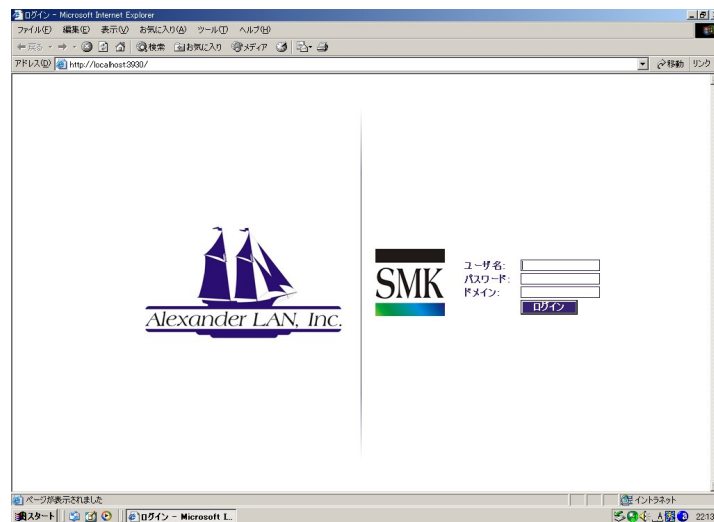 ログイン - Microsoft Internet Explorer
ファイル(F) 編集(E) 表示(V) お気に入り(A) ツール(T) ヘルプ(H)
戻る 検索 お気に入り メディア
アドレス(D) http://localhost:3930/ 移動 リンク
Alexander LAN, Inc.
SMK
ユーザ名:
パスワード:
ドメイン:
ログイン
ページが表示されました イントラネット
スタート ログイン - Microsoft I... 22:13